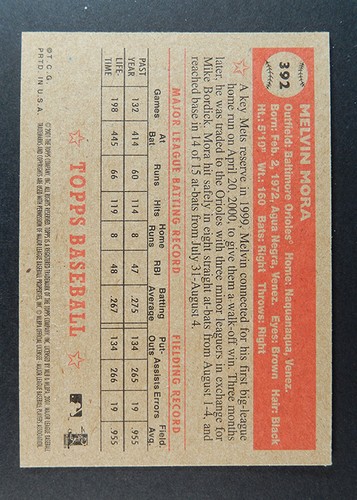 392
MELVIN MORA
Outfield: Baltimore Orioles® Home: Naguanagua, Venez.
Born: Feb. 2, 1972, Agua Negra, Venez. Eyes: Brown Hair: Black
Ht.: 5'10" Wt.: 160 Bats: Right Throws: Right
A key Mets reserve in 1999, Melvin connected for his first big-league
home run on April 20, 2000, to give them a walk-off win. Three months
later, he was traded to the Orioles with three minor leaguers in exchange for
Mike Bordick. Mora hit safely in eight straight at-bats from August 1-4, and
reached base in 14 of 15 at-bats from July 31-August 4.
MAJOR LEAGUE BATTING RECORD FIELDING RECORD
Games At Bat Runs Hits Home Runs RBI Batting Average Put-Outs Assists Errors Field. Avg.
PAST YEAR 132 414 60 114 8 47 .275 134 265 19 .955
LIFE-TIME 198 445 66 119 8 48 .267 134 266 19 .955
TOPPS BASEBALL
© T. C. G.
PRTD. IN U.S.A.